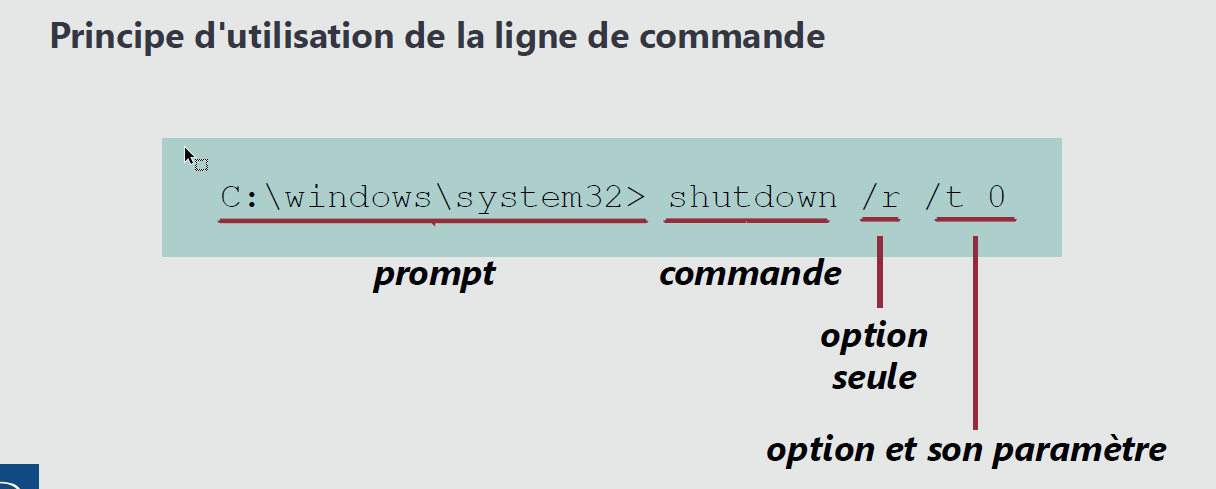 Principe d'utilisation de la ligne de commande
C:\windows\system32> shutdown /r /t 0
prompt
commande
option
seule
option et son paramètre